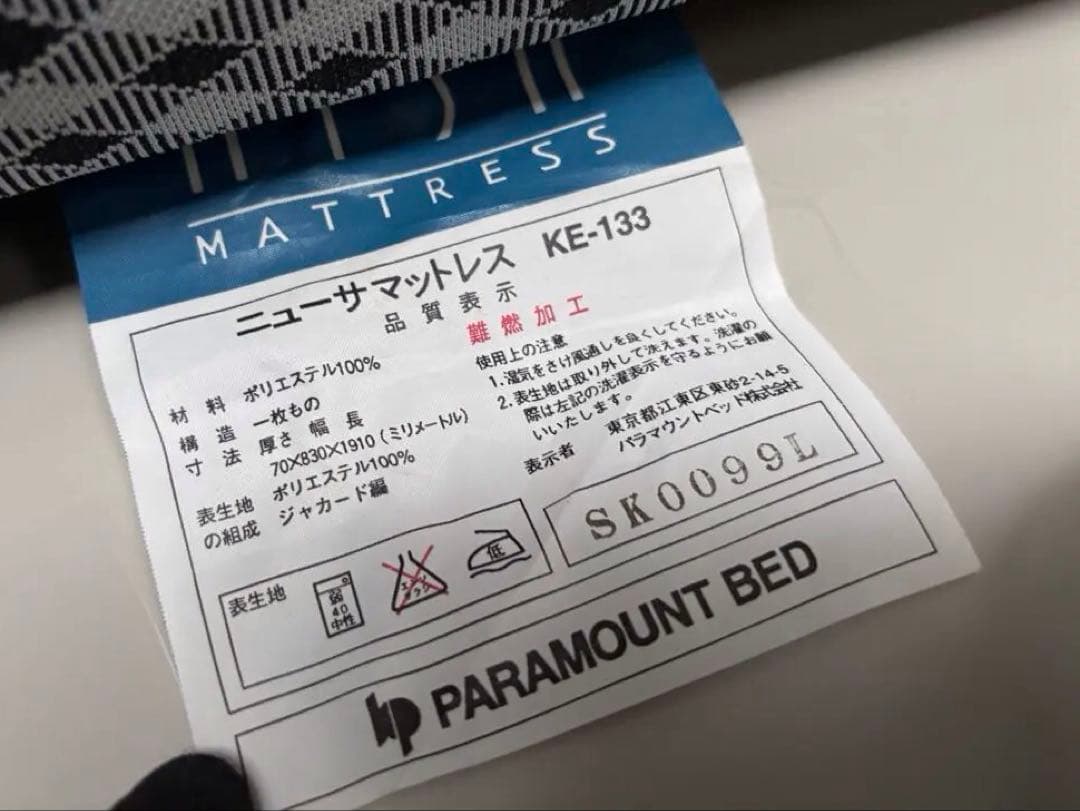 MATTRESS
ニューサマットレス KE-133
品質表示
難燃加工
材料 ポリエステル100%
構造 一枚もの
寸法 厚さ 幅 長
70×830×1910(ミリメートル)
表生地の組成 ポリエステル100%
ジャカード編
使用上の注意
1.湿気をさけ風通しを良くしてください。
2.表生地は取り外して洗えます。洗濯の
際は左記の洗濯表示を守るようにお願
いいたします。
表示者 東京都江東区東砂2-14-5
パラマウントベッド株式会社
表生地
弱
40
中性
エンソ
サラシ
低
SK0099L
PARAMOUNT BED